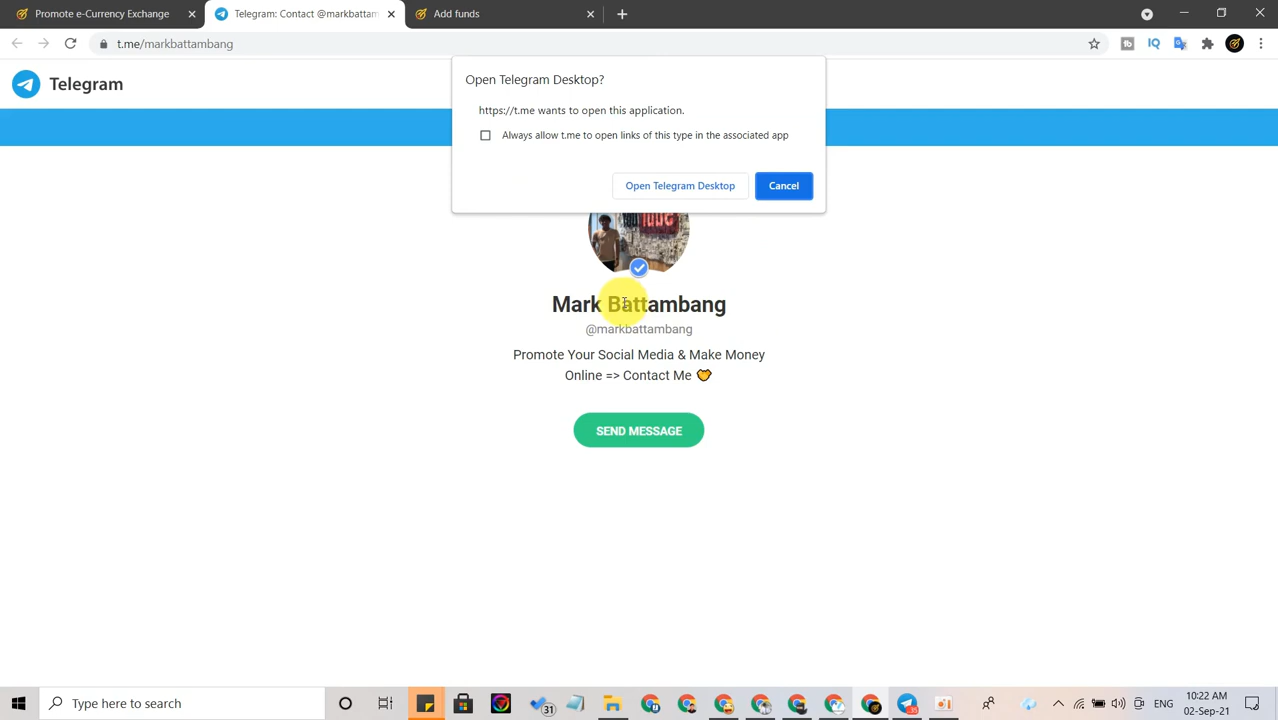 Promote e-Currency Exchange
Telegram: Contact @markbattam
Add funds
t.me/markbattambang
Telegram
Open Telegram Desktop?
https://t.me wants to open this application.
Always allow t.me to open links of this type in the associated app
Open Telegram Desktop
Cancel
Mark Battambang
@markbattambang
Promote Your Social Media & Make Money
Online => Contact Me
SEND MESSAGE
Type here to search
31
ENG
10:22 AM
02-Sep-21